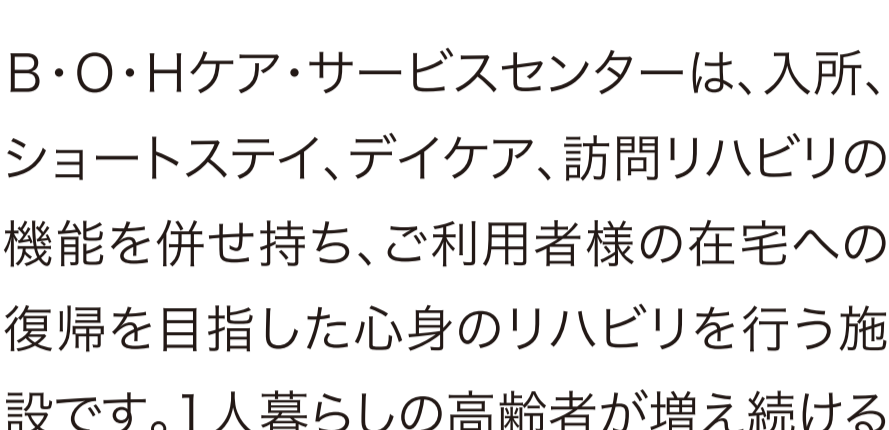 B・O・Hケア・サービスセンターは、入所、
ショートステイ、デイケア、訪問リハビリの
機能を併せ持ち、ご利用者様の在宅への
復帰を目指した心身のリハビリを行う施
設です。1人暮らしの高齢者が増え続ける